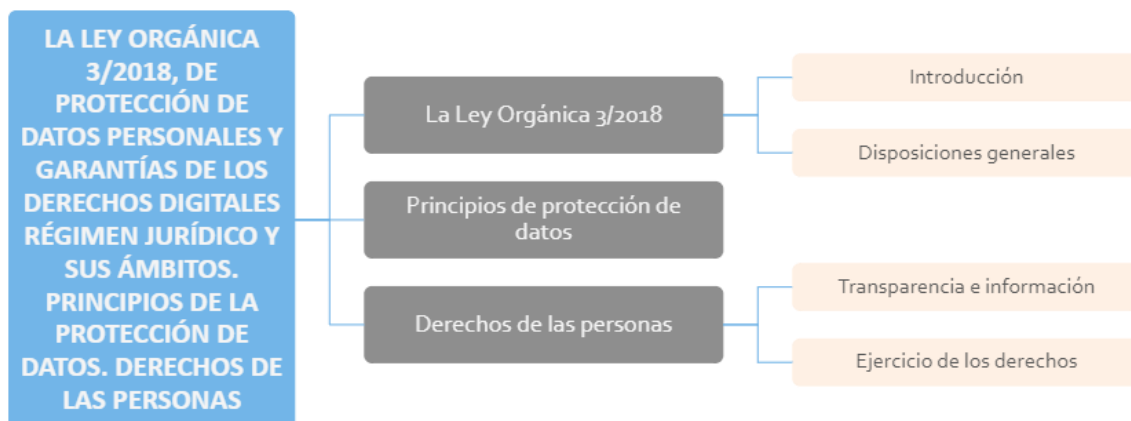 LA LEY ORGÁNICA
3/2018, DE
PROTECCIÓN DE
DATOS PERSONALES Y
GARANTÍAS DE LOS
DERECHOS DIGITALES
RÉGIMEN JURÍDICO Y
SUS ÁMBITOS.
PRINCIPIOS DE LA
PROTECCIÓN DE
DATOS. DERECHOS DE
LAS PERSONAS
La Ley Orgánica 3/2018
Introducción
Disposiciones generales
Principios de protección de
datos
Derechos de las personas
Transparencia e información
Ejercicio de los derechos